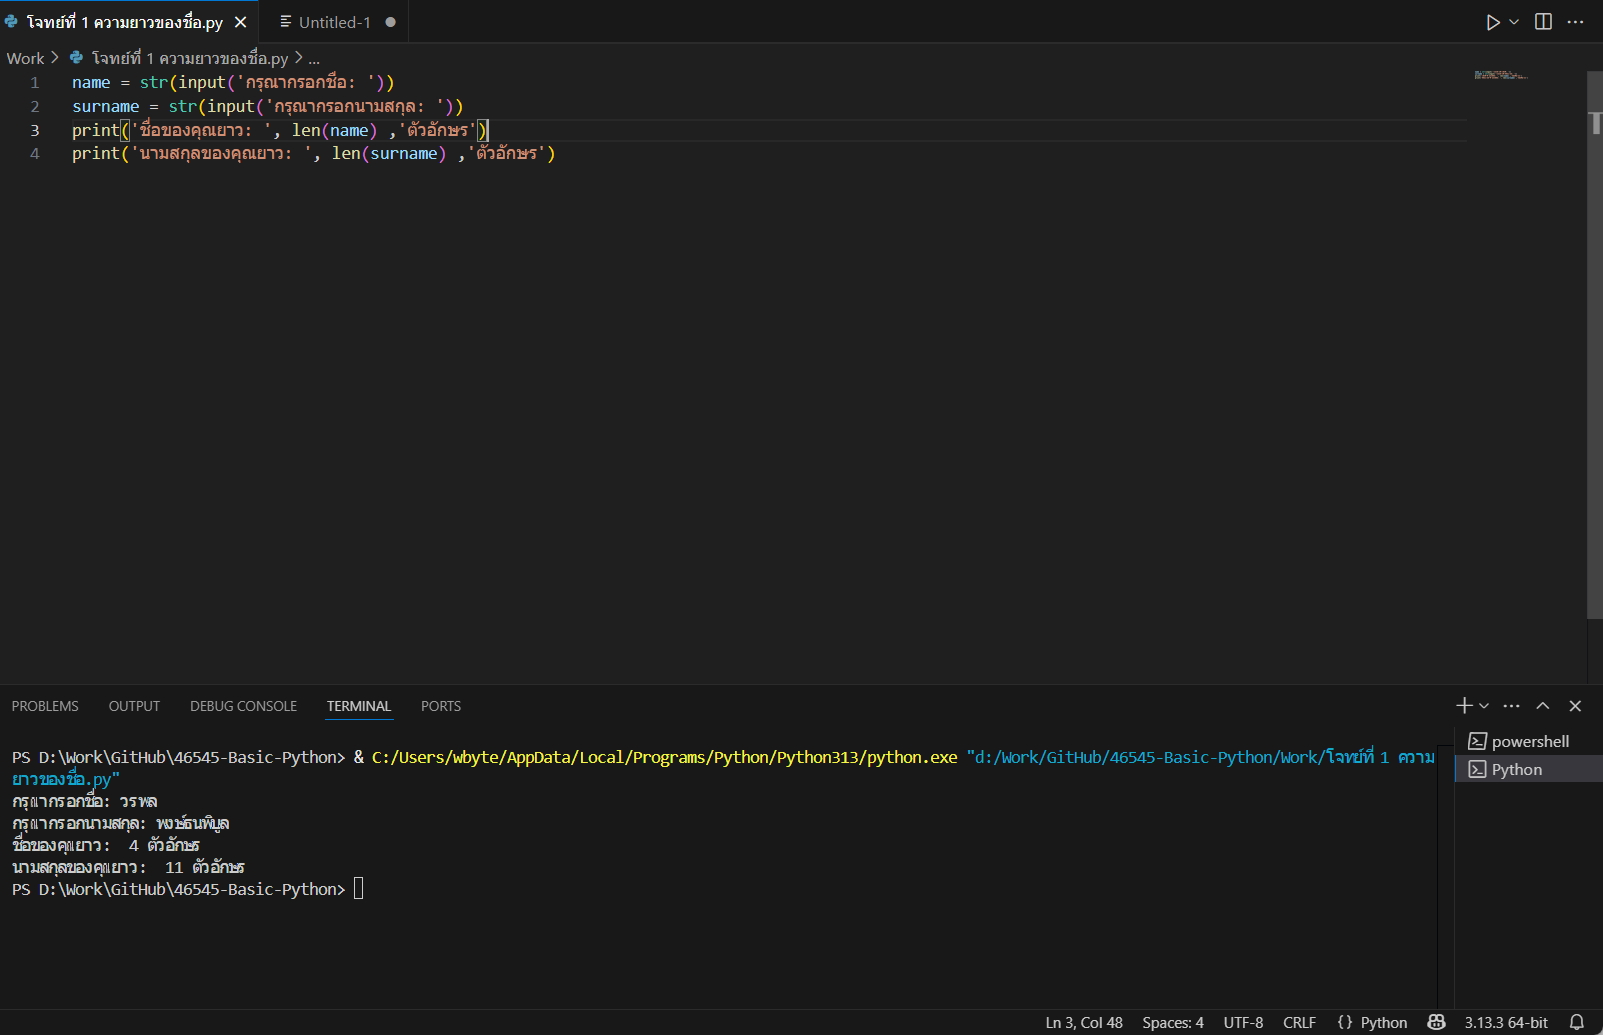 โจทย์ที่ 1 ความยาวของชื่อ.py
Untitled-1
Work > โจทย์ที่ 1 ความยาวของชื่อ.py > ...
1 name = str(input('กรุณากรอกชื่อ: '))
2 surname = str(input('กรุณากรอกนามสกุล: '))
3 print('ชื่อของคุณยาว: ', len(name) ,'ตัวอักษร')
4 print('นามสกุลของคุณยาว: ', len(surname) ,'ตัวอักษร')
PROBLEMS OUTPUT DEBUG CONSOLE TERMINAL PORTS
PS D:\Work\GitHub\46545-Basic-Python> & C:/Users/wbyte/AppData/Local/Programs/Python/Python313/python.exe "d:/Work/GitHub/46545-Basic-Python/Work/โจทย์ที่ 1 ความ
ยาวของชื่อ.py"
กรุณากรอกชื่อ: วรพล
กรุณากรอกนามสกุล: พงษ์ธนพิบูล
ชื่อของคุณยาว:  4 ตัวอักษร
นามสกุลของคุณยาว:  11 ตัวอักษร
PS D:\Work\GitHub\46545-Basic-Python>
powershell
Python
Ln 3, Col 48 Spaces: 4 UTF-8 CRLF {} Python 3.13.3 64-bit